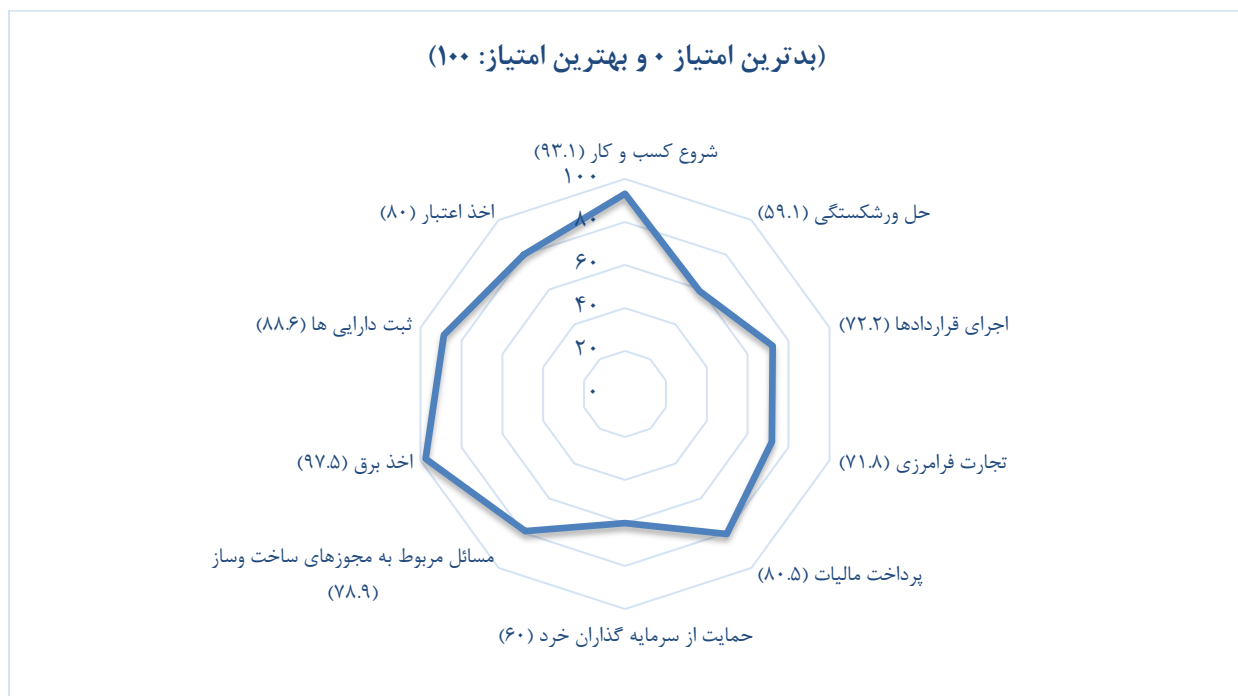 (بدترین امتیاز ۰ و بهترین امتیاز: ۱۰۰)
شروع کسب و کار (۹۳.۱)
حل ورشکستگی (۵۹.۱)
اجرای قراردادها (۷۲.۲)
تجارت فرامرزی (۷۱.۸)
پرداخت مالیات (۸۰.۵)
حمایت از سرمایه گذاران خرد (۶۰)
مسائل مربوط به مجوزهای ساخت وساز
(۷۸.۹)
اخذ برق (۹۷.۵)
ثبت دارایی ها (۸۸.۶)
اخذ اعتبار (۸۰)
۱۰۰
۸۰
۶۰
۴۰
۲۰
۰